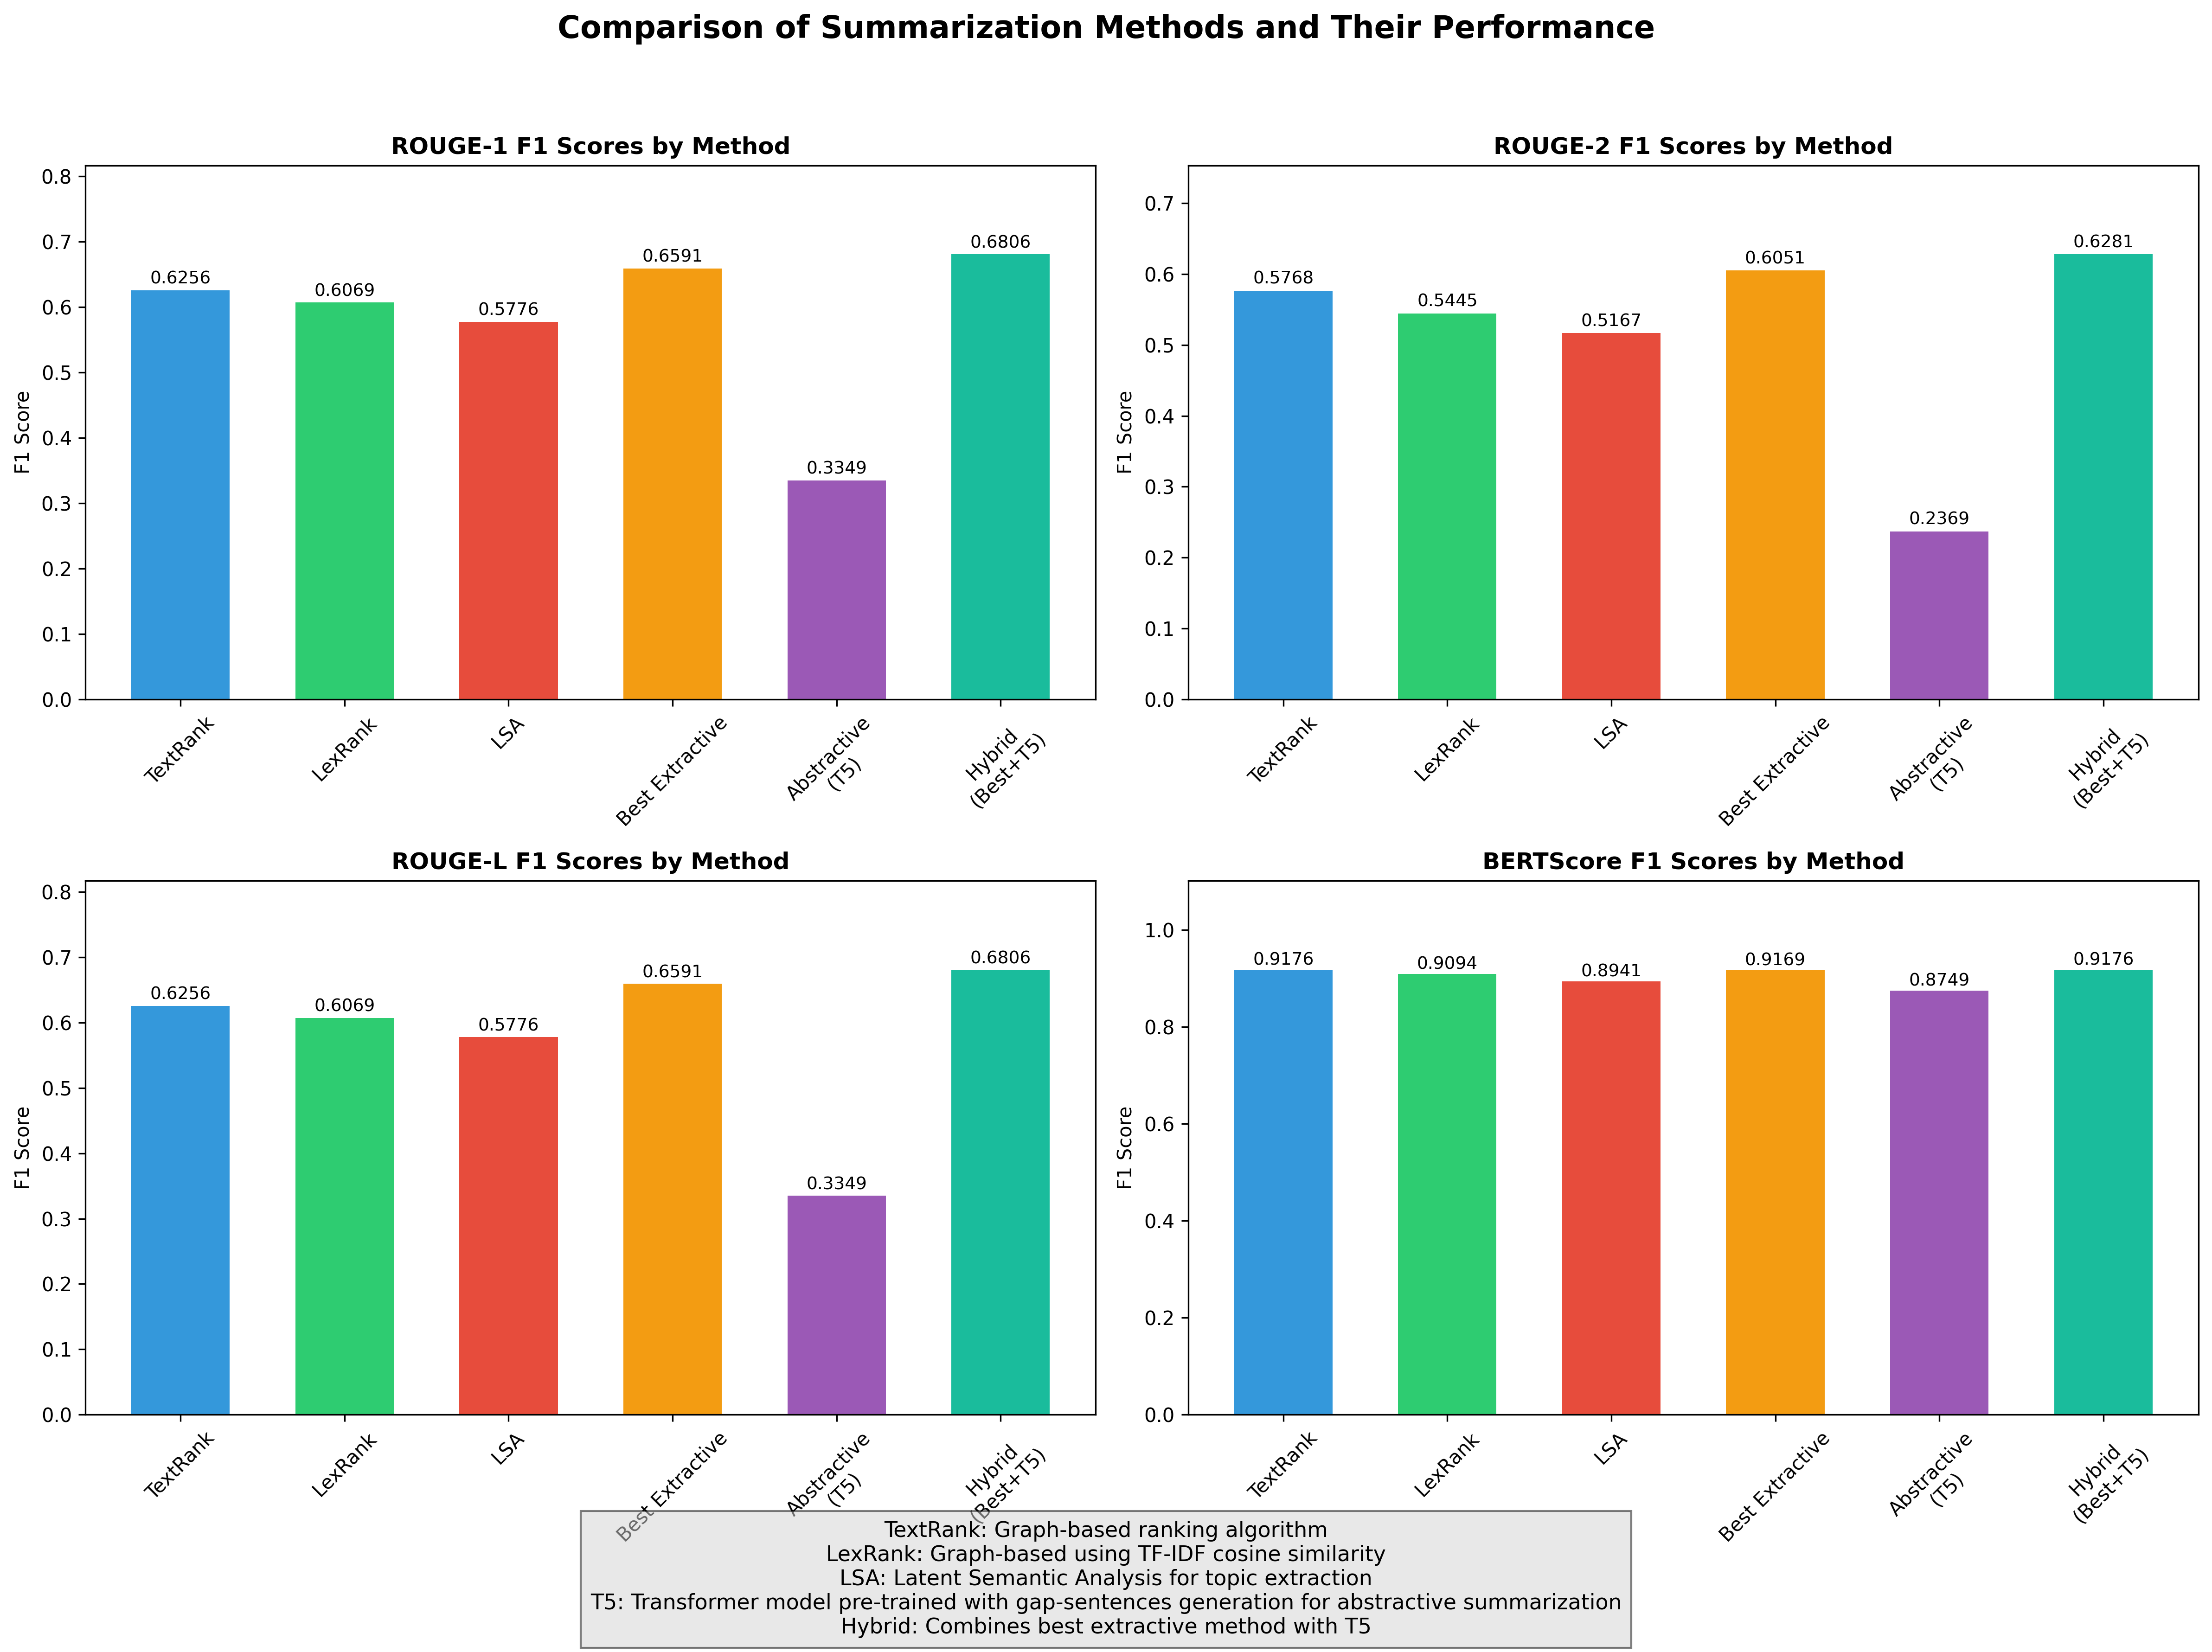 Comparison of Summarization Methods and Their Performance
ROUGE-1 F1 Scores by Method
F1 Score
0.8
0.7
0.6
0.5
0.4
0.3
0.2
0.1
0.0
0.6256
0.6069
0.5776
0.6591
0.3349
0.6806
TextRank
LexRank
LSA
Best Extractive
Abstractive
(T5)
Hybrid
(Best+T5)
ROUGE-2 F1 Scores by Method
F1 Score
0.7
0.6
0.5
0.4
0.3
0.2
0.1
0.0
0.5768
0.5445
0.5167
0.6051
0.2369
0.6281
TextRank
LexRank
LSA
Best Extractive
Abstractive
(T5)
Hybrid
(Best+T5)
ROUGE-L F1 Scores by Method
F1 Score
0.8
0.7
0.6
0.5
0.4
0.3
0.2
0.1
0.0
0.6256
0.6069
0.5776
0.6591
0.3349
0.6806
TextRank
LexRank
LSA
Best Extractive
Abstractive
(T5)
Hybrid
(Best+T5)
BERTScore F1 Scores by Method
F1 Score
1.0
0.8
0.6
0.4
0.2
0.0
0.9176
0.9094
0.8941
0.9169
0.8749
0.9176
TextRank
LexRank
LSA
Best Extractive
Abstractive
(T5)
Hybrid
(Best+T5)
TextRank: Graph-based ranking algorithm
LexRank: Graph-based using TF-IDF cosine similarity
LSA: Latent Semantic Analysis for topic extraction
T5: Transformer model pre-trained with gap-sentences generation for abstractive summarization
Hybrid: Combines best extractive method with T5